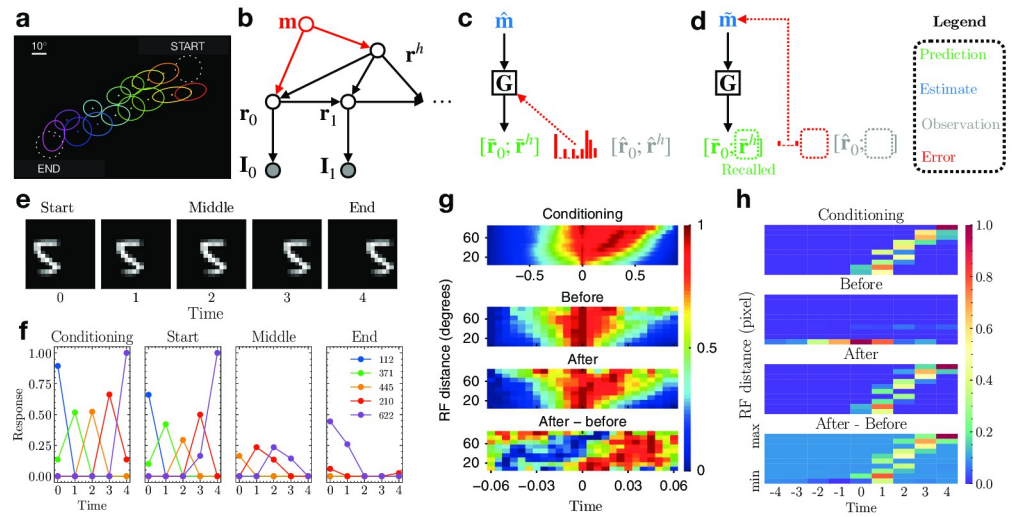 a
10°
START
END
b
m
r^h
r_0
r_1
...
I_0
I_1
c
m̂
G
[r̄_0; r̄^h]
[r̂_0; r̂^h]
d
m̃
G
[r̄_0; r̄^h]
Recalled
[r̂_0;
]
Legend
Prediction
Estimate
Observation
Error
e
Start Middle End
0 1 2 3 4
Time
f
Conditioning Start Middle End
Response
1.00
0.75
0.50
0.25
0.00
112
371
445
210
622
0 1 2 3 4 0 1 2 3 4 0 1 2 3 4 0 1 2 3 4
Time
g
RF distance (degrees)
Conditioning
60
20
−0.5 0 0.5
Before
60
20
After
60
20
After − before
60
20
−0.06 −0.03 0 0.03 0.06
Time
1
0.5
0
h
RF distance (pixel)
max
min
Conditioning
Before
After
After - Before
-4 -3 -2 -1 0 1 2 3 4
Time
1.0
0.8
0.6
0.4
0.2
0.0